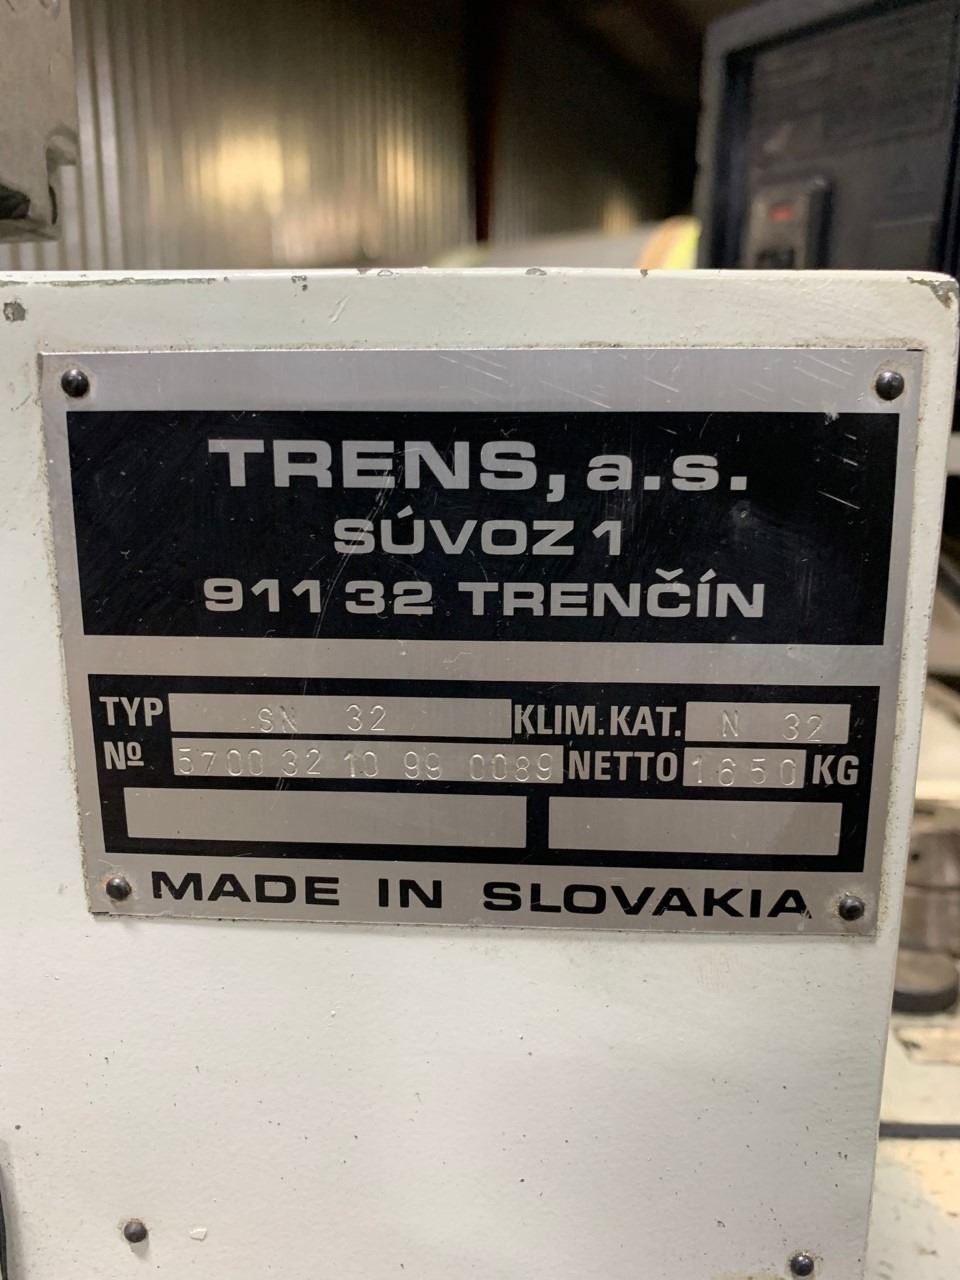 TRENS, a.s.
SÚVOZ 1
911 32 TRENČÍN
TYP SN 32 KLIM. KAT. N 32
Nº 5700 32 10 99 0089 NETTO 1650 KG
MADE IN SLOVAKIA